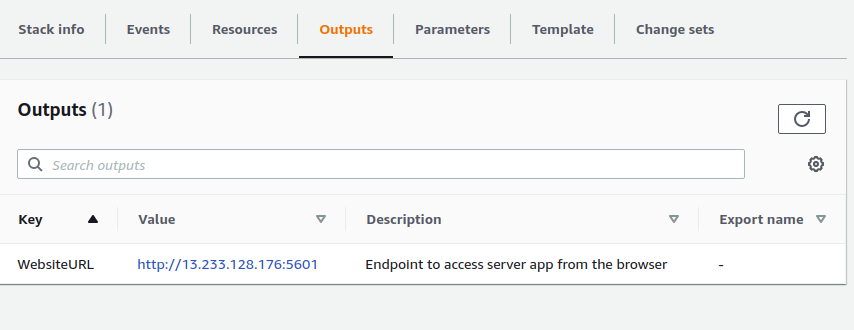 Stack info Events Resources Outputs Parameters Template Change sets
Outputs (1)
Search outputs
Key Value Description Export name
WebsiteURL http://13.233.128.176:5601 Endpoint to access server app from the browser -